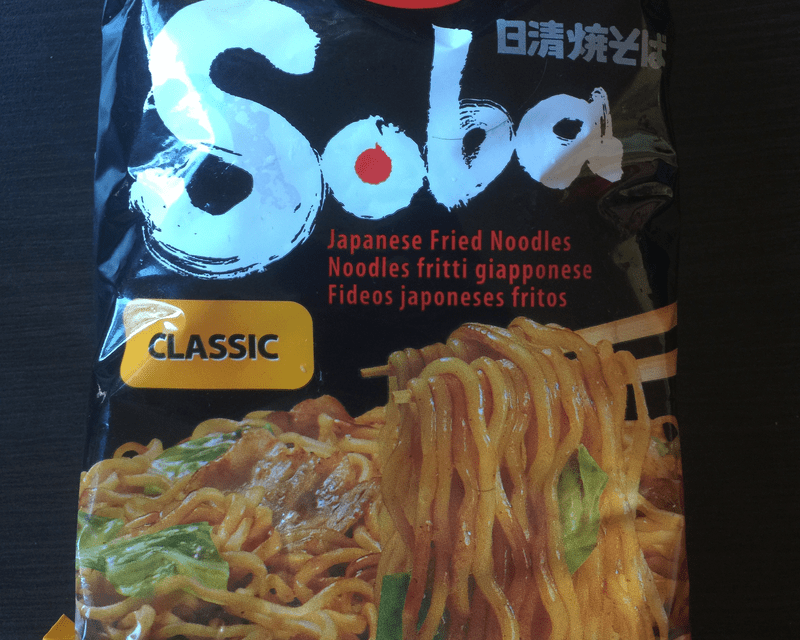 Soba
日清焼そば
Japanese Fried Noodles
Noodles fritti giapponese
Fideos japoneses fritos
CLASSIC